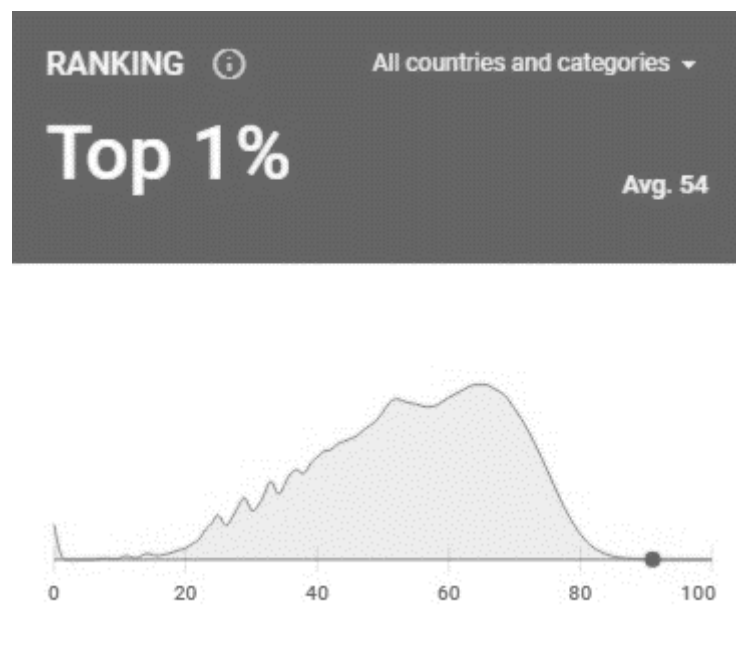 RANKING
All countries and categories
Top 1%
Avg. 54
0 20 40 60 80 100